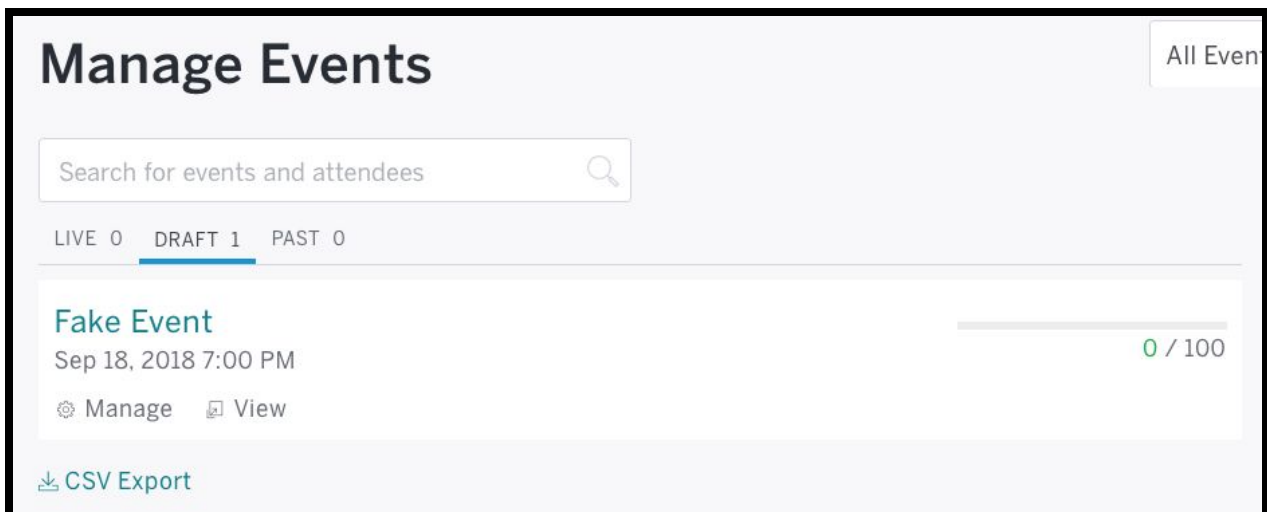 Manage Events
All Even
Search for events and attendees
LIVE 0 DRAFT 1 PAST 0
Fake Event
Sep 18, 2018 7:00 PM
0 / 100
Manage View
CSV Export